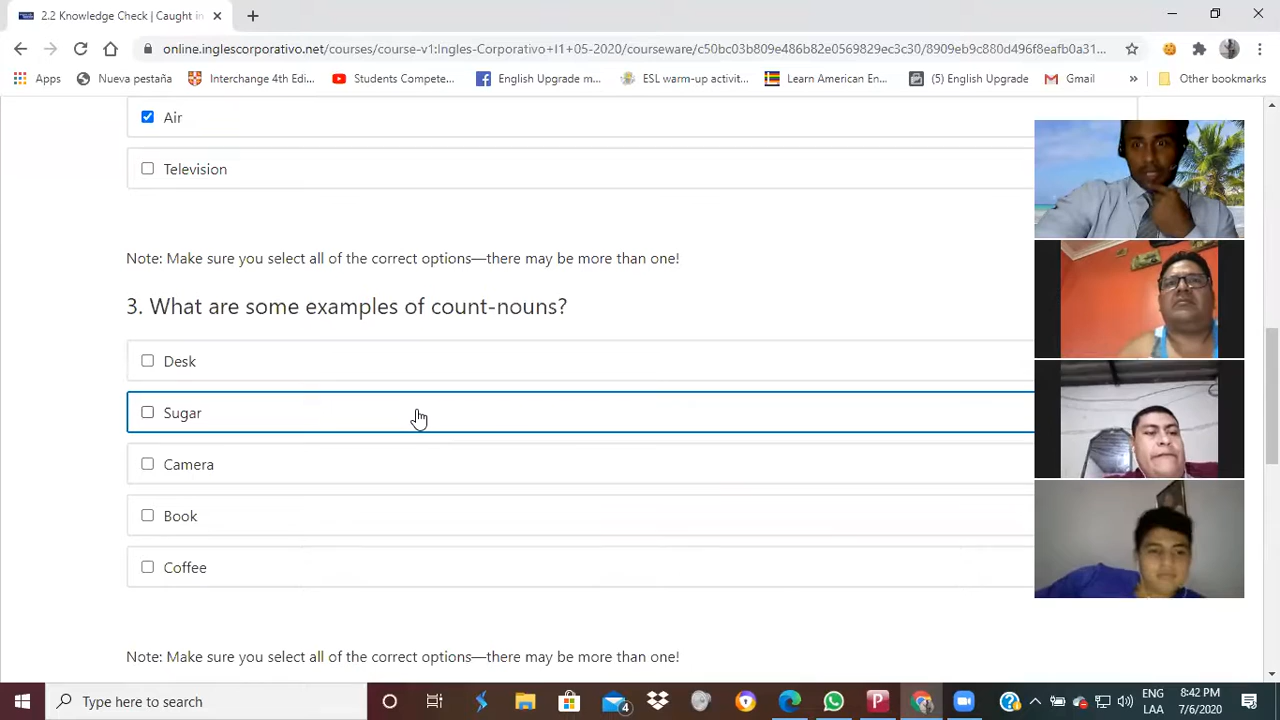 2.2 Knowledge Check | Caught in
online.inglescorporativo.net/courses/course-v1:Ingles-Corporativo+I1+05-2020/courseware/c50bc031809e486b82e0569829ec3c30/8909eb9c880d496f8eafb0a31...
Apps Nueva pestaña Interchange 4th Edi... Students Compete... English Upgrade m... ESL warm-up activit... Learn American En... (5) English Upgrade Gmail » Other bookmarks
Air
Television
Note: Make sure you select all of the correct options—there may be more than one!
3. What are some examples of count-nouns?
Desk
Sugar
Camera
Book
Coffee
Note: Make sure you select all of the correct options—there may be more than one!
Type here to search
4
ENG 8:42 PM
LAA 7/6/2020